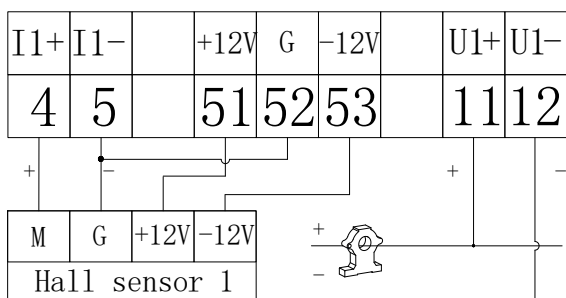 I1+ I1- +12V G -12V U1+ U1-
4 5 51 52 53 11 12
+ - + -
M G +12V -12V
+
-
Hall sensor 1